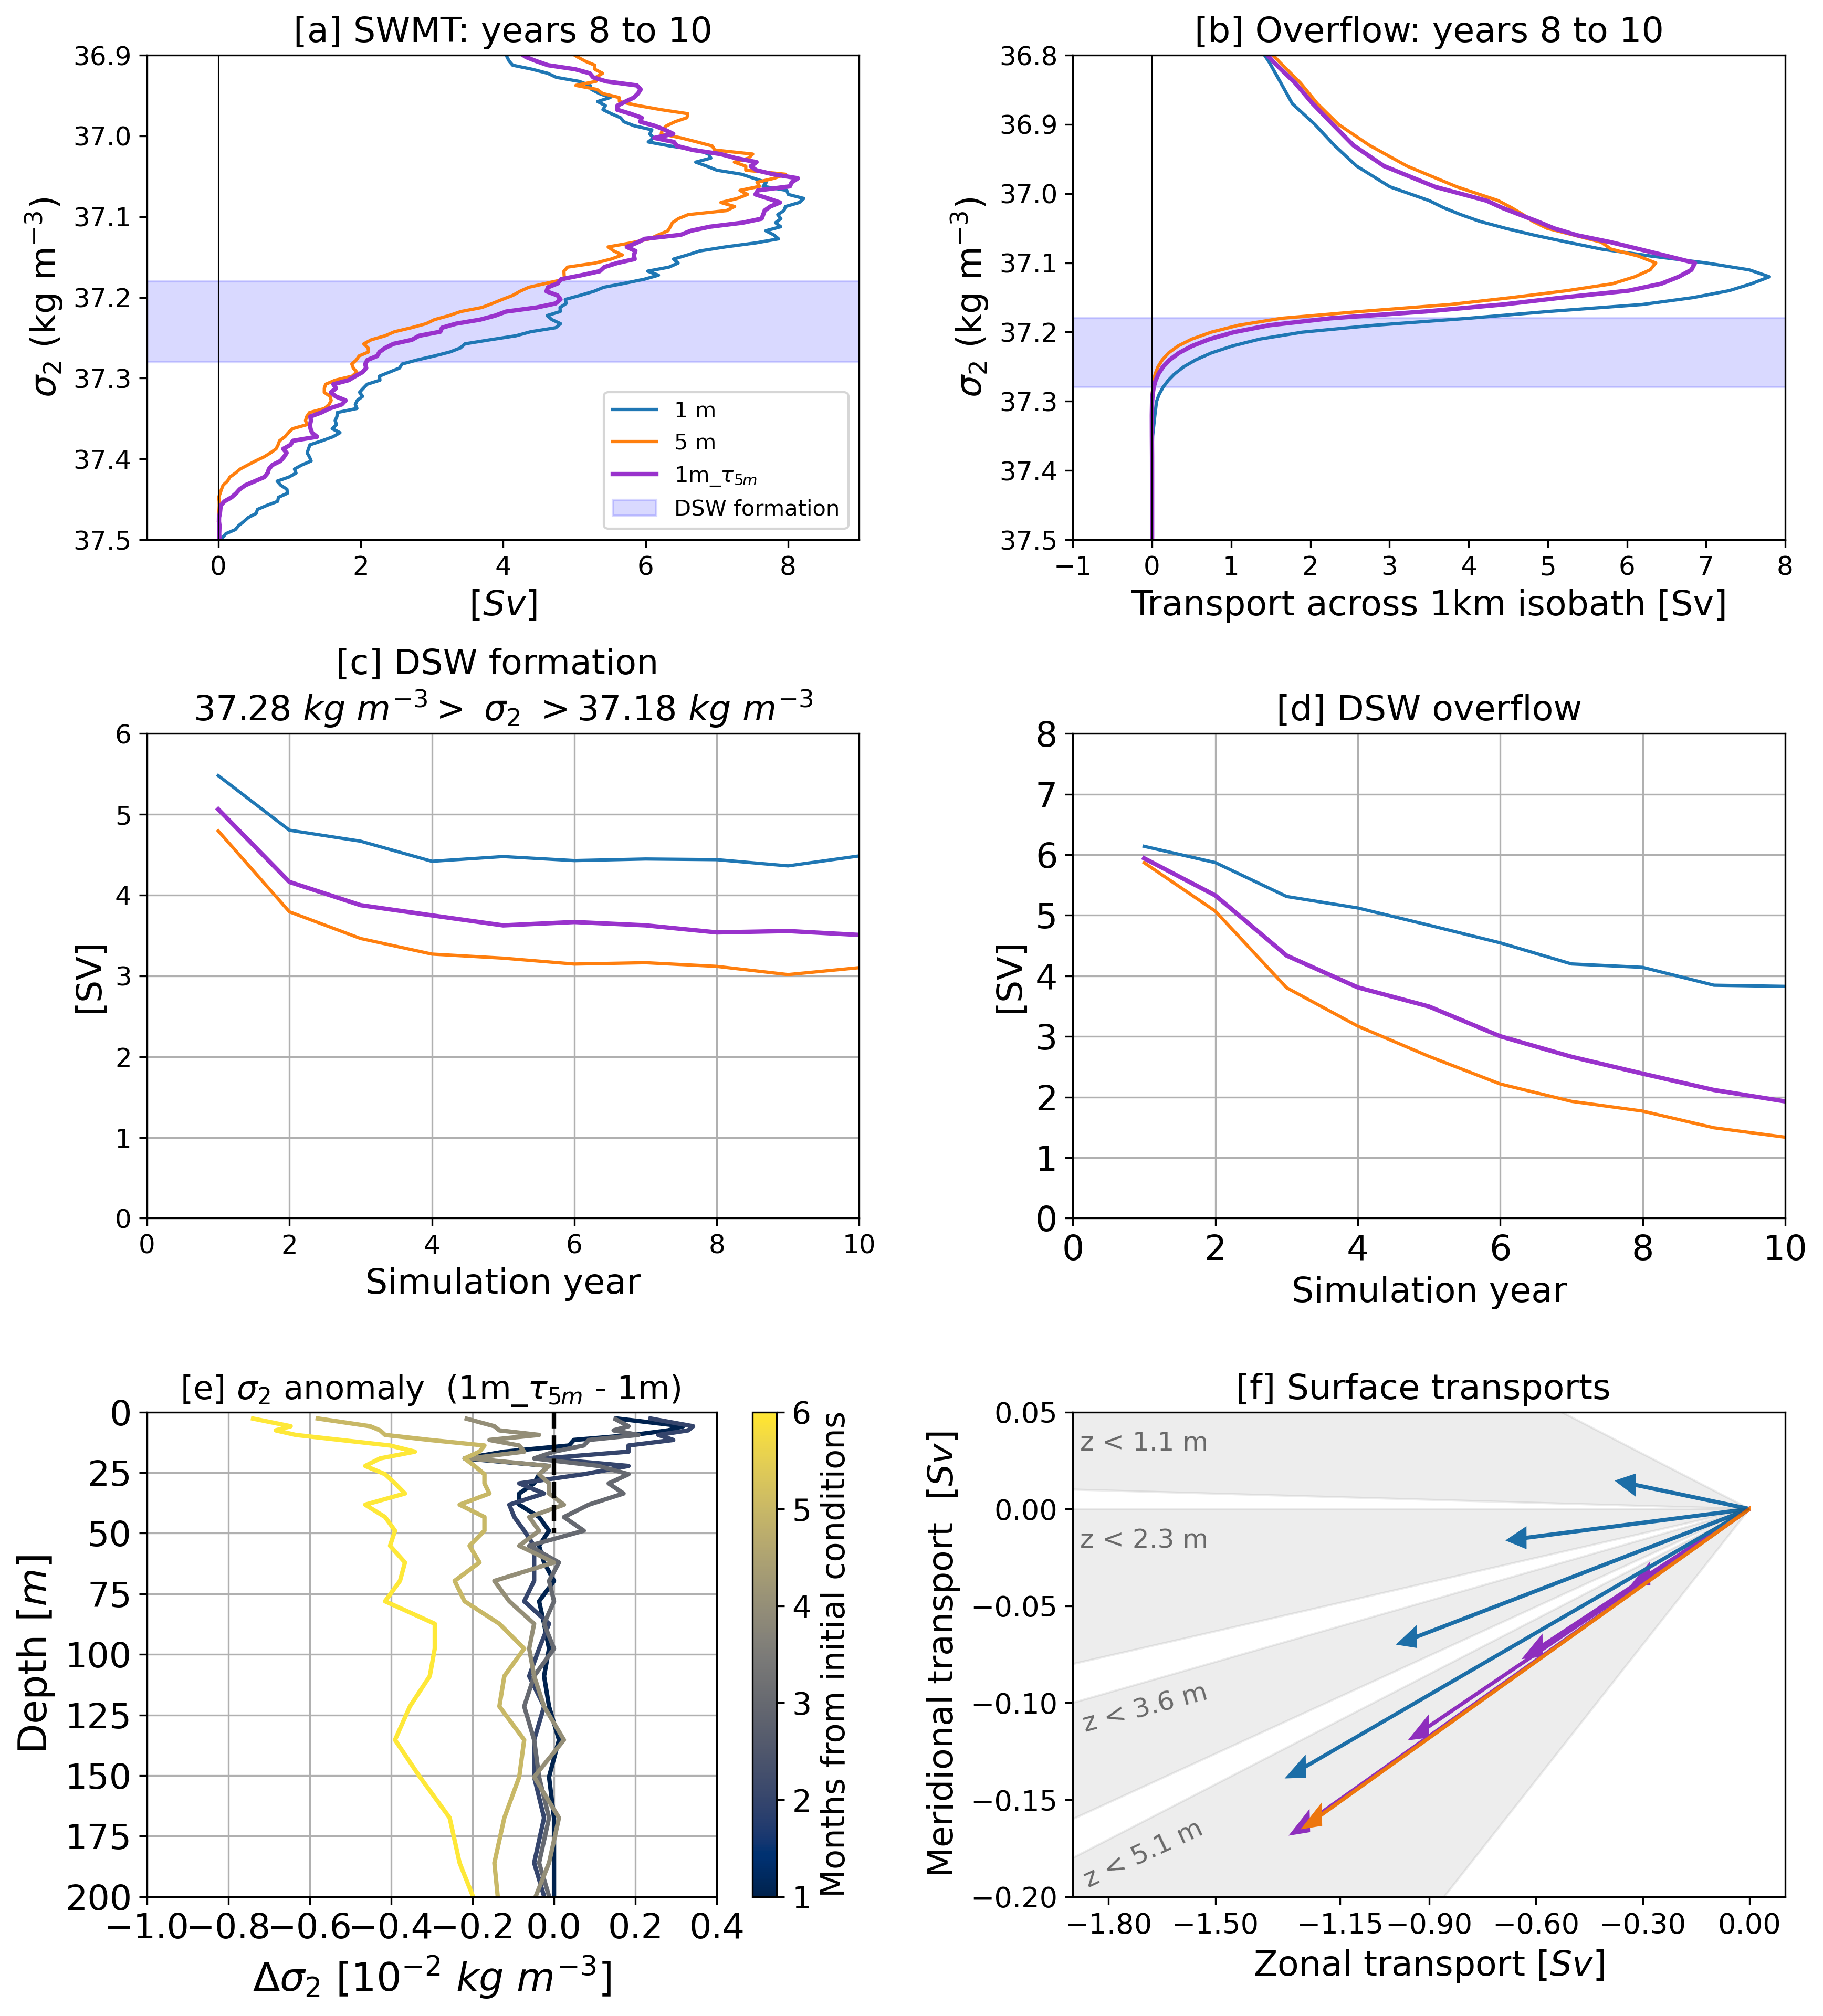 [a] SWMT: years 8 to 10
36.9
37.0
37.1
37.2
37.3
37.4
37.5
σ₂ (kg m⁻³)
0 2 4 6 8
[Sv]
1 m
5 m
1m_τ₅ₘ
DSW formation
[b] Overflow: years 8 to 10
36.8
36.9
37.0
37.1
37.2
37.3
37.4
37.5
σ₂ (kg m⁻³)
−1 0 1 2 3 4 5 6 7 8
Transport across 1km isobath [Sv]
[c] DSW formation
37.28 kg m⁻³ > σ₂ > 37.18 kg m⁻³
6
5
4
3
2
1
0
[SV]
0 2 4 6 8 10
Simulation year
[d] DSW overflow
8
7
6
5
4
3
2
1
0
[SV]
0 2 4 6 8 10
Simulation year
[e] σ₂ anomaly (1m_τ₅ₘ - 1m)
0
25
50
75
100
125
150
175
200
Depth [m]
−1.0 −0.8 −0.6 −0.4 −0.2 0.0 0.2 0.4
Δσ₂ [10⁻² kg m⁻³]
6
5
4
3
2
1
Months from initial conditions
[f] Surface transports
0.05
0.00
−0.05
−0.10
−0.15
−0.20
Meridional transport [Sv]
z < 1.1 m
z < 2.3 m
z < 3.6 m
z < 5.1 m
−1.80 −1.50 −1.15 −0.90 −0.60 −0.30 0.00
Zonal transport [Sv]